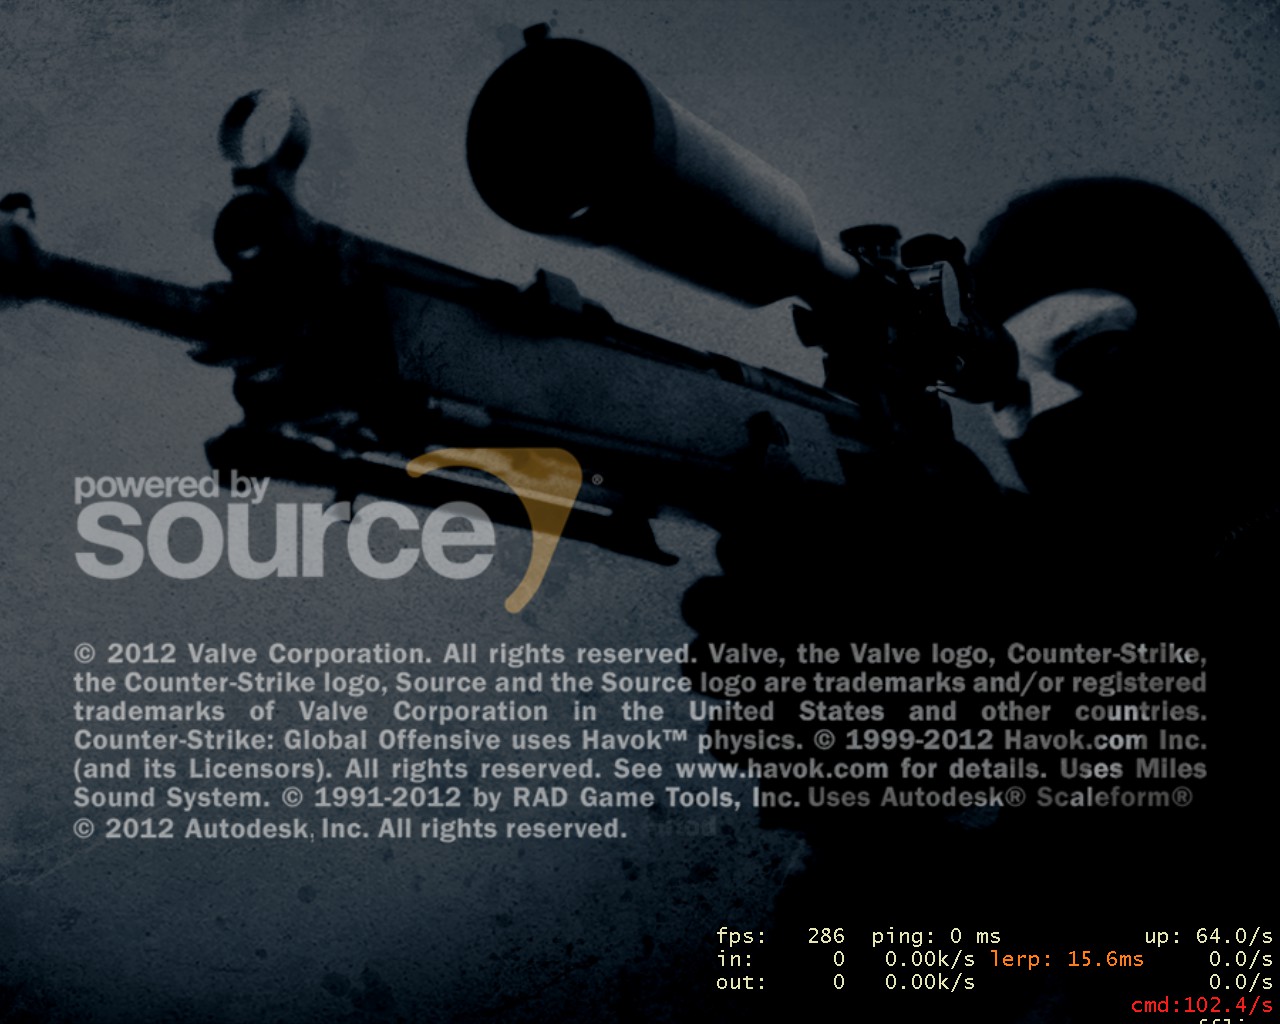 powered by
source®
© 2012 Valve Corporation. All rights reserved. Valve, the Valve logo, Counter-Strike,
the Counter-Strike logo, Source and the Source logo are trademarks and/or registered
trademarks of Valve Corporation in the United States and other countries.
Counter-Strike: Global Offensive uses Havok™ physics. © 1999-2012 Havok.com Inc.
(and its Licensors). All rights reserved. See www.havok.com for details. Uses Miles
Sound System. © 1991-2012 by RAD Game Tools, Inc. Uses Autodesk® Scaleform®
© 2012 Autodesk, Inc. All rights reserved.
fps: 286 ping: 0 ms up: 64.0/s
in: 0 0.00k/s lerp: 15.6ms 0.0/s
out: 0 0.00k/s 0.0/s
cmd:102.4/s